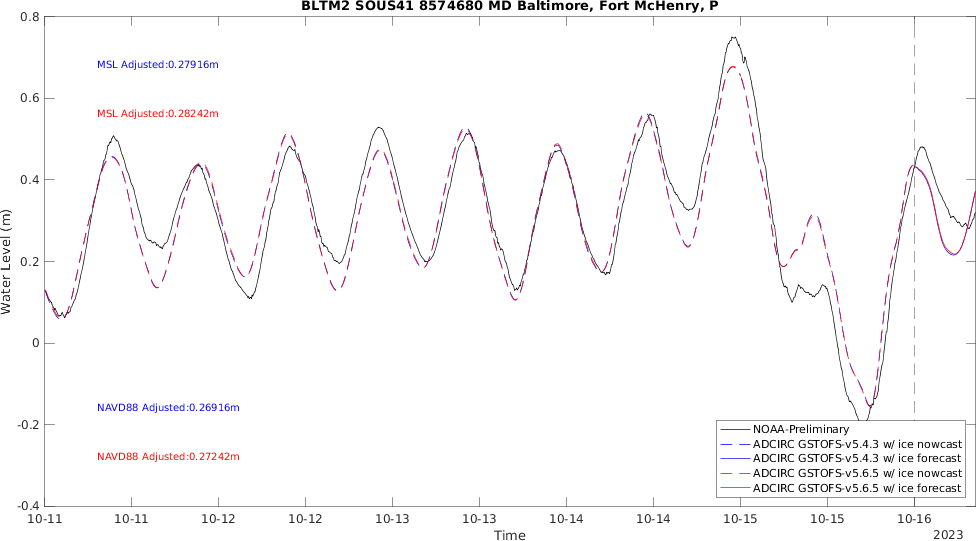 BLTM2 SOUS41 8574680 MD Baltimore, Fort McHenry, P
0.8
0.6
0.4
0.2
0
-0.2
-0.4
Water Level (m)
MSL Adjusted:0.27916m
MSL Adjusted:0.28242m
NAVD88 Adjusted:0.26916m
NAVD88 Adjusted:0.27242m
NOAA-Preliminary
ADCIRC GSTOFS-v5.4.3 w/ ice nowcast
ADCIRC GSTOFS-v5.4.3 w/ ice forecast
ADCIRC GSTOFS-v5.6.5 w/ ice nowcast
ADCIRC GSTOFS-v5.6.5 w/ ice forecast
10-11 10-11 10-12 10-12 10-13 10-13 10-14 10-14 10-15 10-15 10-16
Time
2023